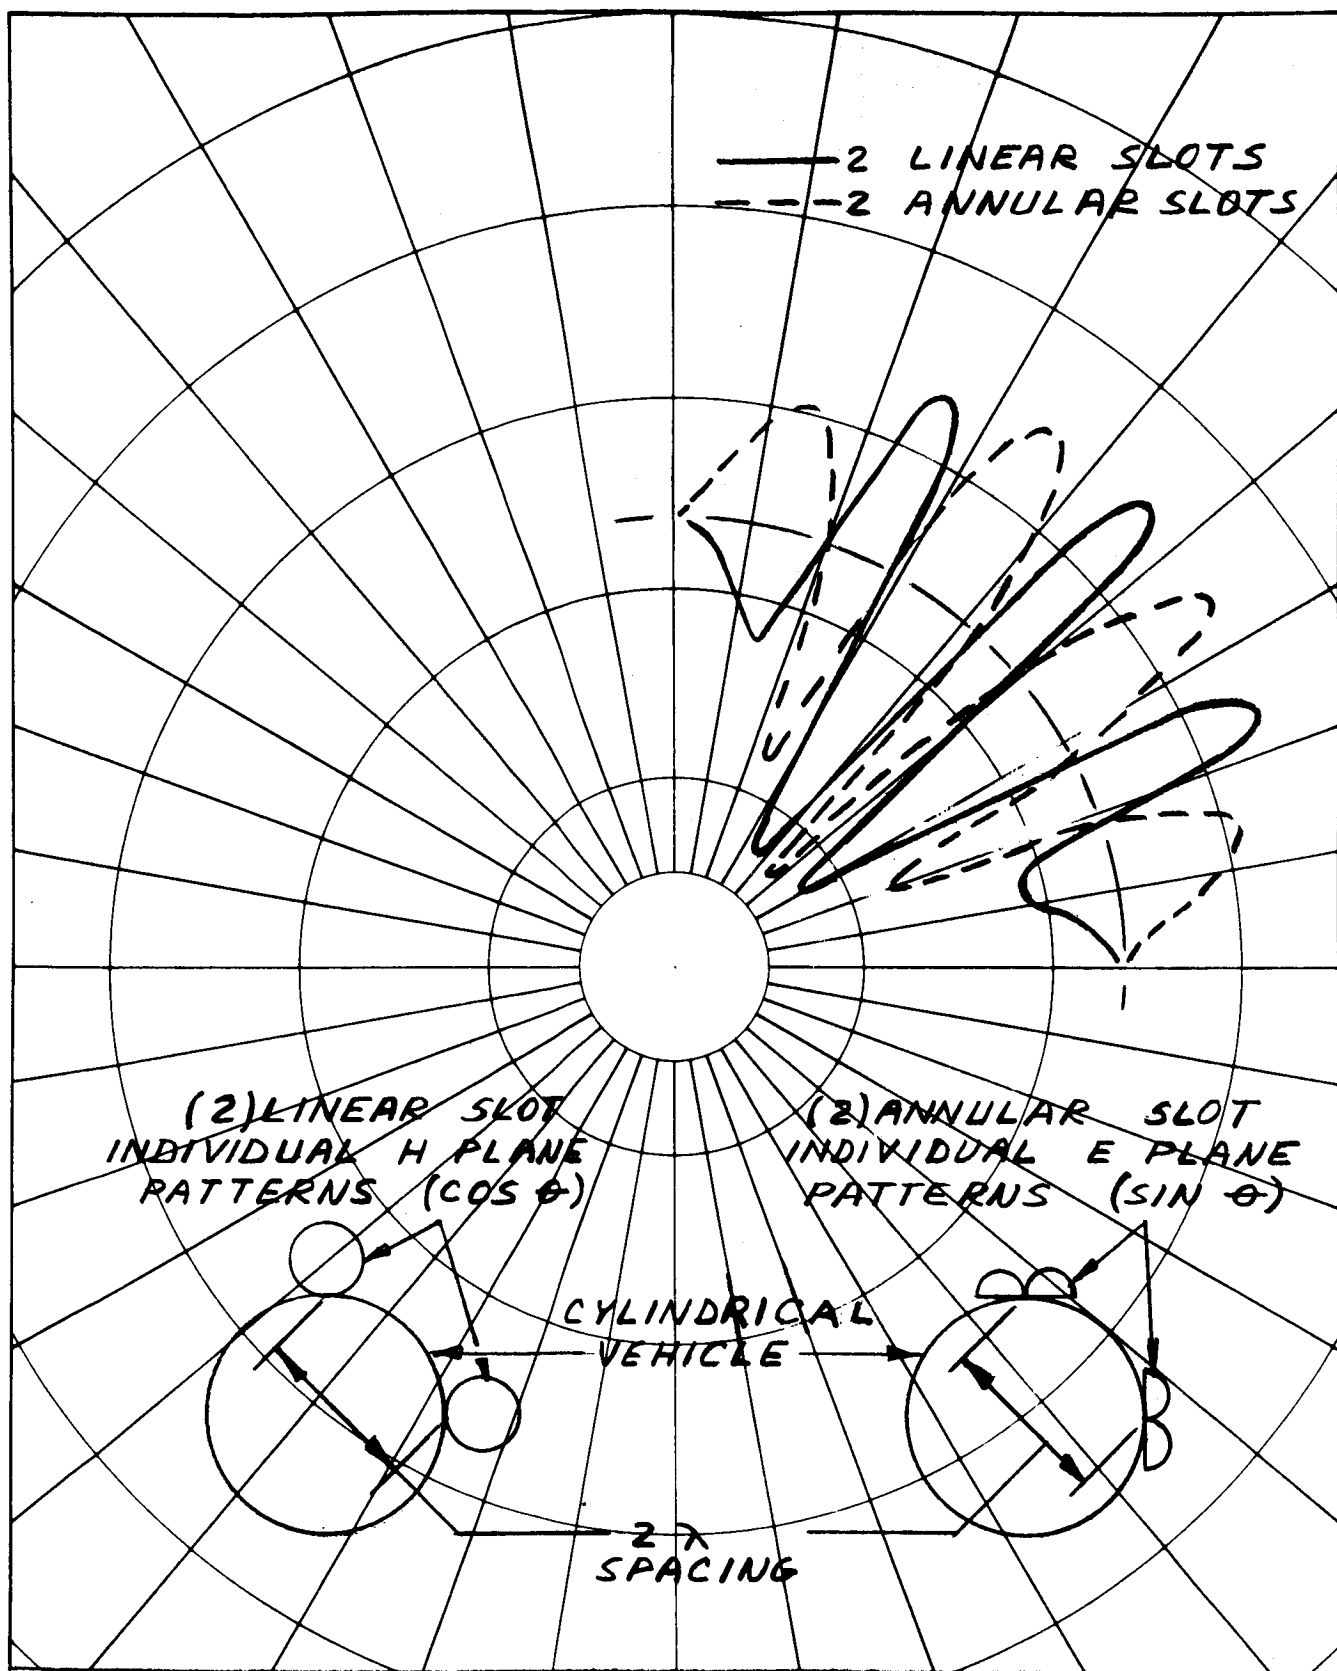 2 LINEAR SLOTS
2 ANNULAR SLOTS
(2) LINEAR SLOT
INDIVIDUAL H PLANE
PATTERNS (COS θ)
(2) ANNULAR SLOT
INDIVIDUAL E PLANE
PATTERNS (SIN θ)
CYLINDRICAL
VEHICLE
2 λ
SPACING